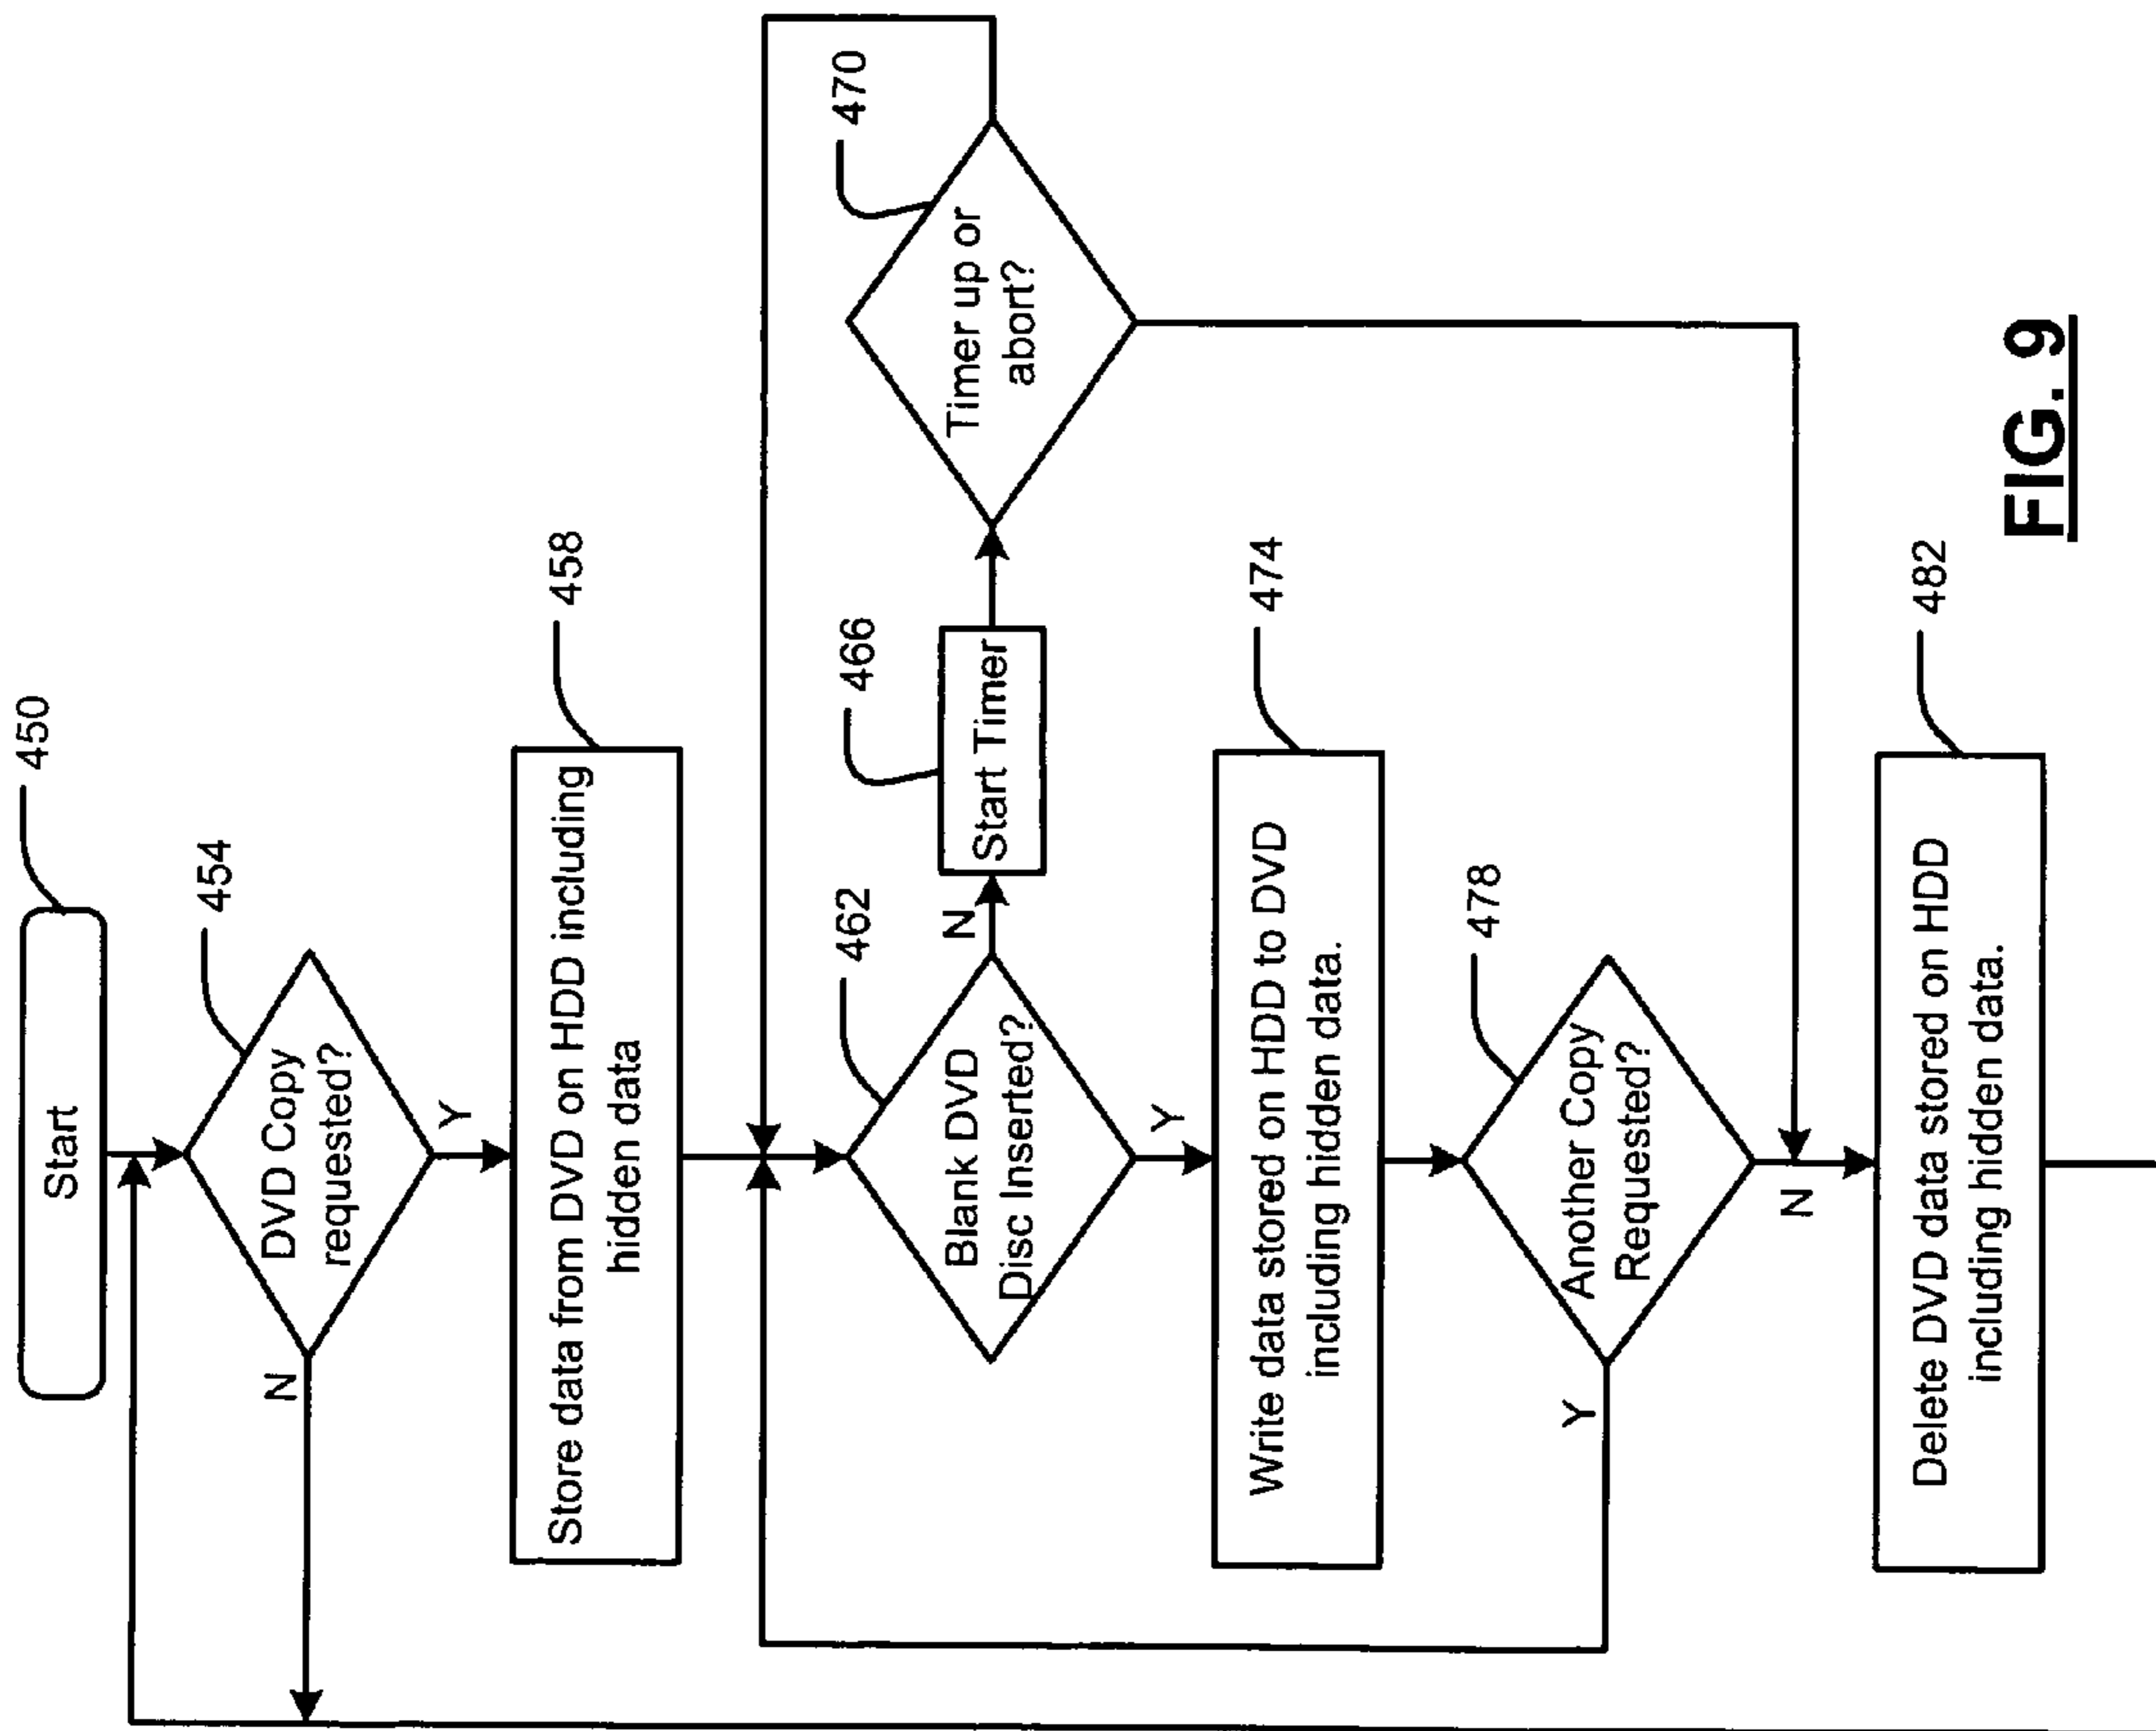 Start
450
DVD Copy
requested?
454
N
Y
Store data from DVD on HDD including
hidden data
458
Blank DVD
Disc Inserted?
462
N
Start Timer
466
Timer up or
abort?
470
Y
Write data stored on HDD to DVD
including hidden data.
474
Another Copy
Requested?
478
Y
N
Delete DVD data stored on HDD
including hidden data.
482
FIG. 9